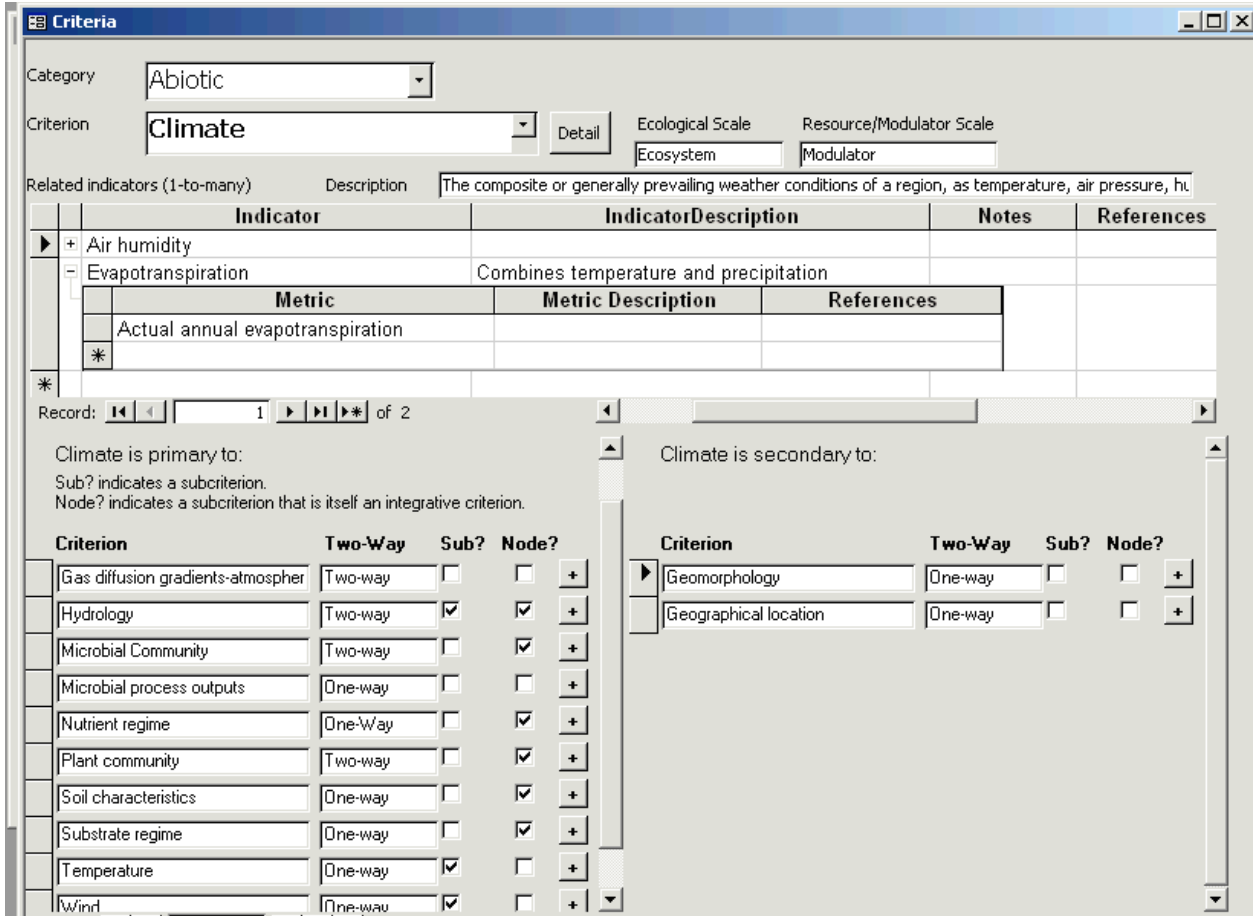 Criteria
Category Abiotic
Criterion Climate Detail Ecological Scale Resource/Modulator Scale
Ecosystem Modulator
Related indicators (1-to-many) Description The composite or generally prevailing weather conditions of a region, as temperature, air pressure, hu
Indicator IndicatorDescription Notes References
Air humidity
Evapotranspiration Combines temperature and precipitation
Metric Metric Description References
Actual annual evapotranspiration
Record: 1 of 2
Climate is primary to:
Sub? indicates a subcriterion.
Node? indicates a subcriterion that is itself an integrative criterion.
Criterion Two-Way Sub? Node?
Gas diffusion gradients-atmospher Two-way
Hydrology Two-way
Microbial Community Two-way
Microbial process outputs One-way
Nutrient regime One-Way
Plant community Two-way
Soil characteristics One-way
Substrate regime One-way
Temperature One-way
Wind One-way
Climate is secondary to:
Criterion Two-Way Sub? Node?
Geomorphology One-way
Geographical location One-way